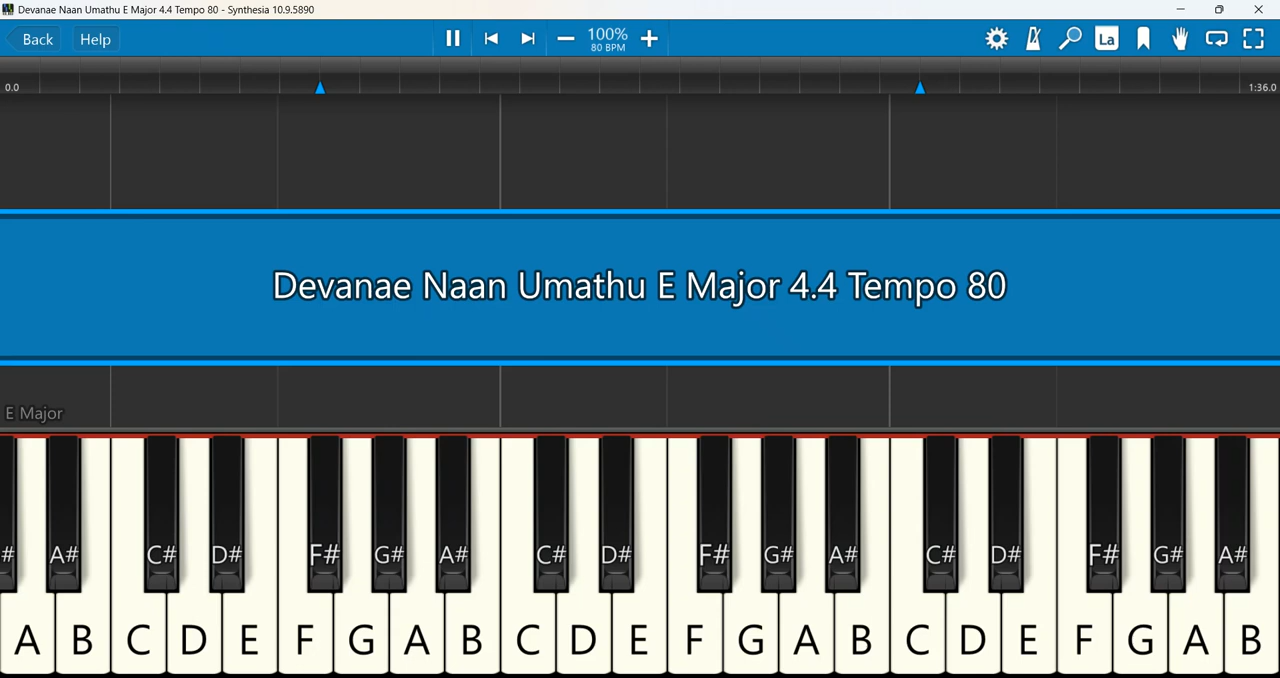 Devanae Naan Umathu E Major 4.4 Tempo 80 - Synthesia 10.9.5890
Back Help 100% La
80 BPM
0.0 1:36.0
Devanae Naan Umathu E Major 4.4 Tempo 80
E Major
# A# C# D# F# G# A# C# D# F# G# A# C# D# F# G# A#
A B C D E F G A B C D E F G A B C D E F G A B